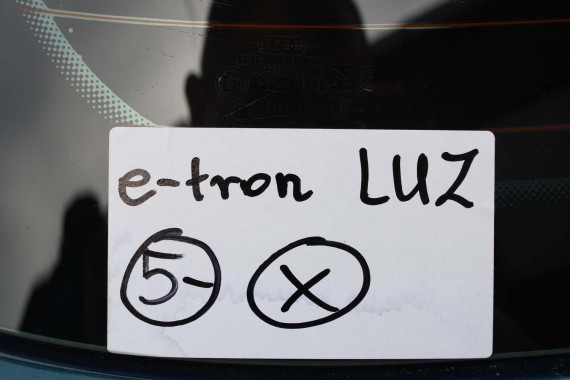 e-tron LUZ
5- X